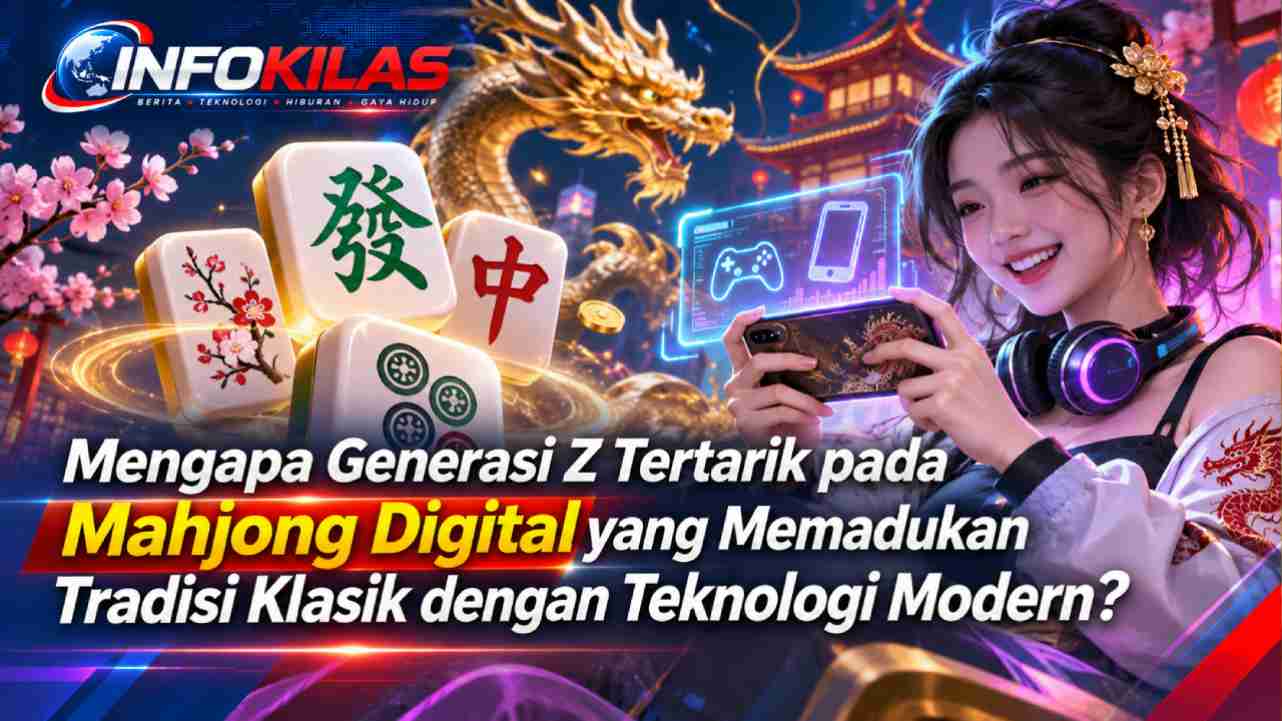 INFOKILAS
BERITA • TEKNOLOGI • HIBURAN • GAYA HIDUP
發
中
Mengapa Generasi Z Tertarik pada
Mahjong Digital yang Memadukan
Tradisi Klasik dengan Teknologi Modern?